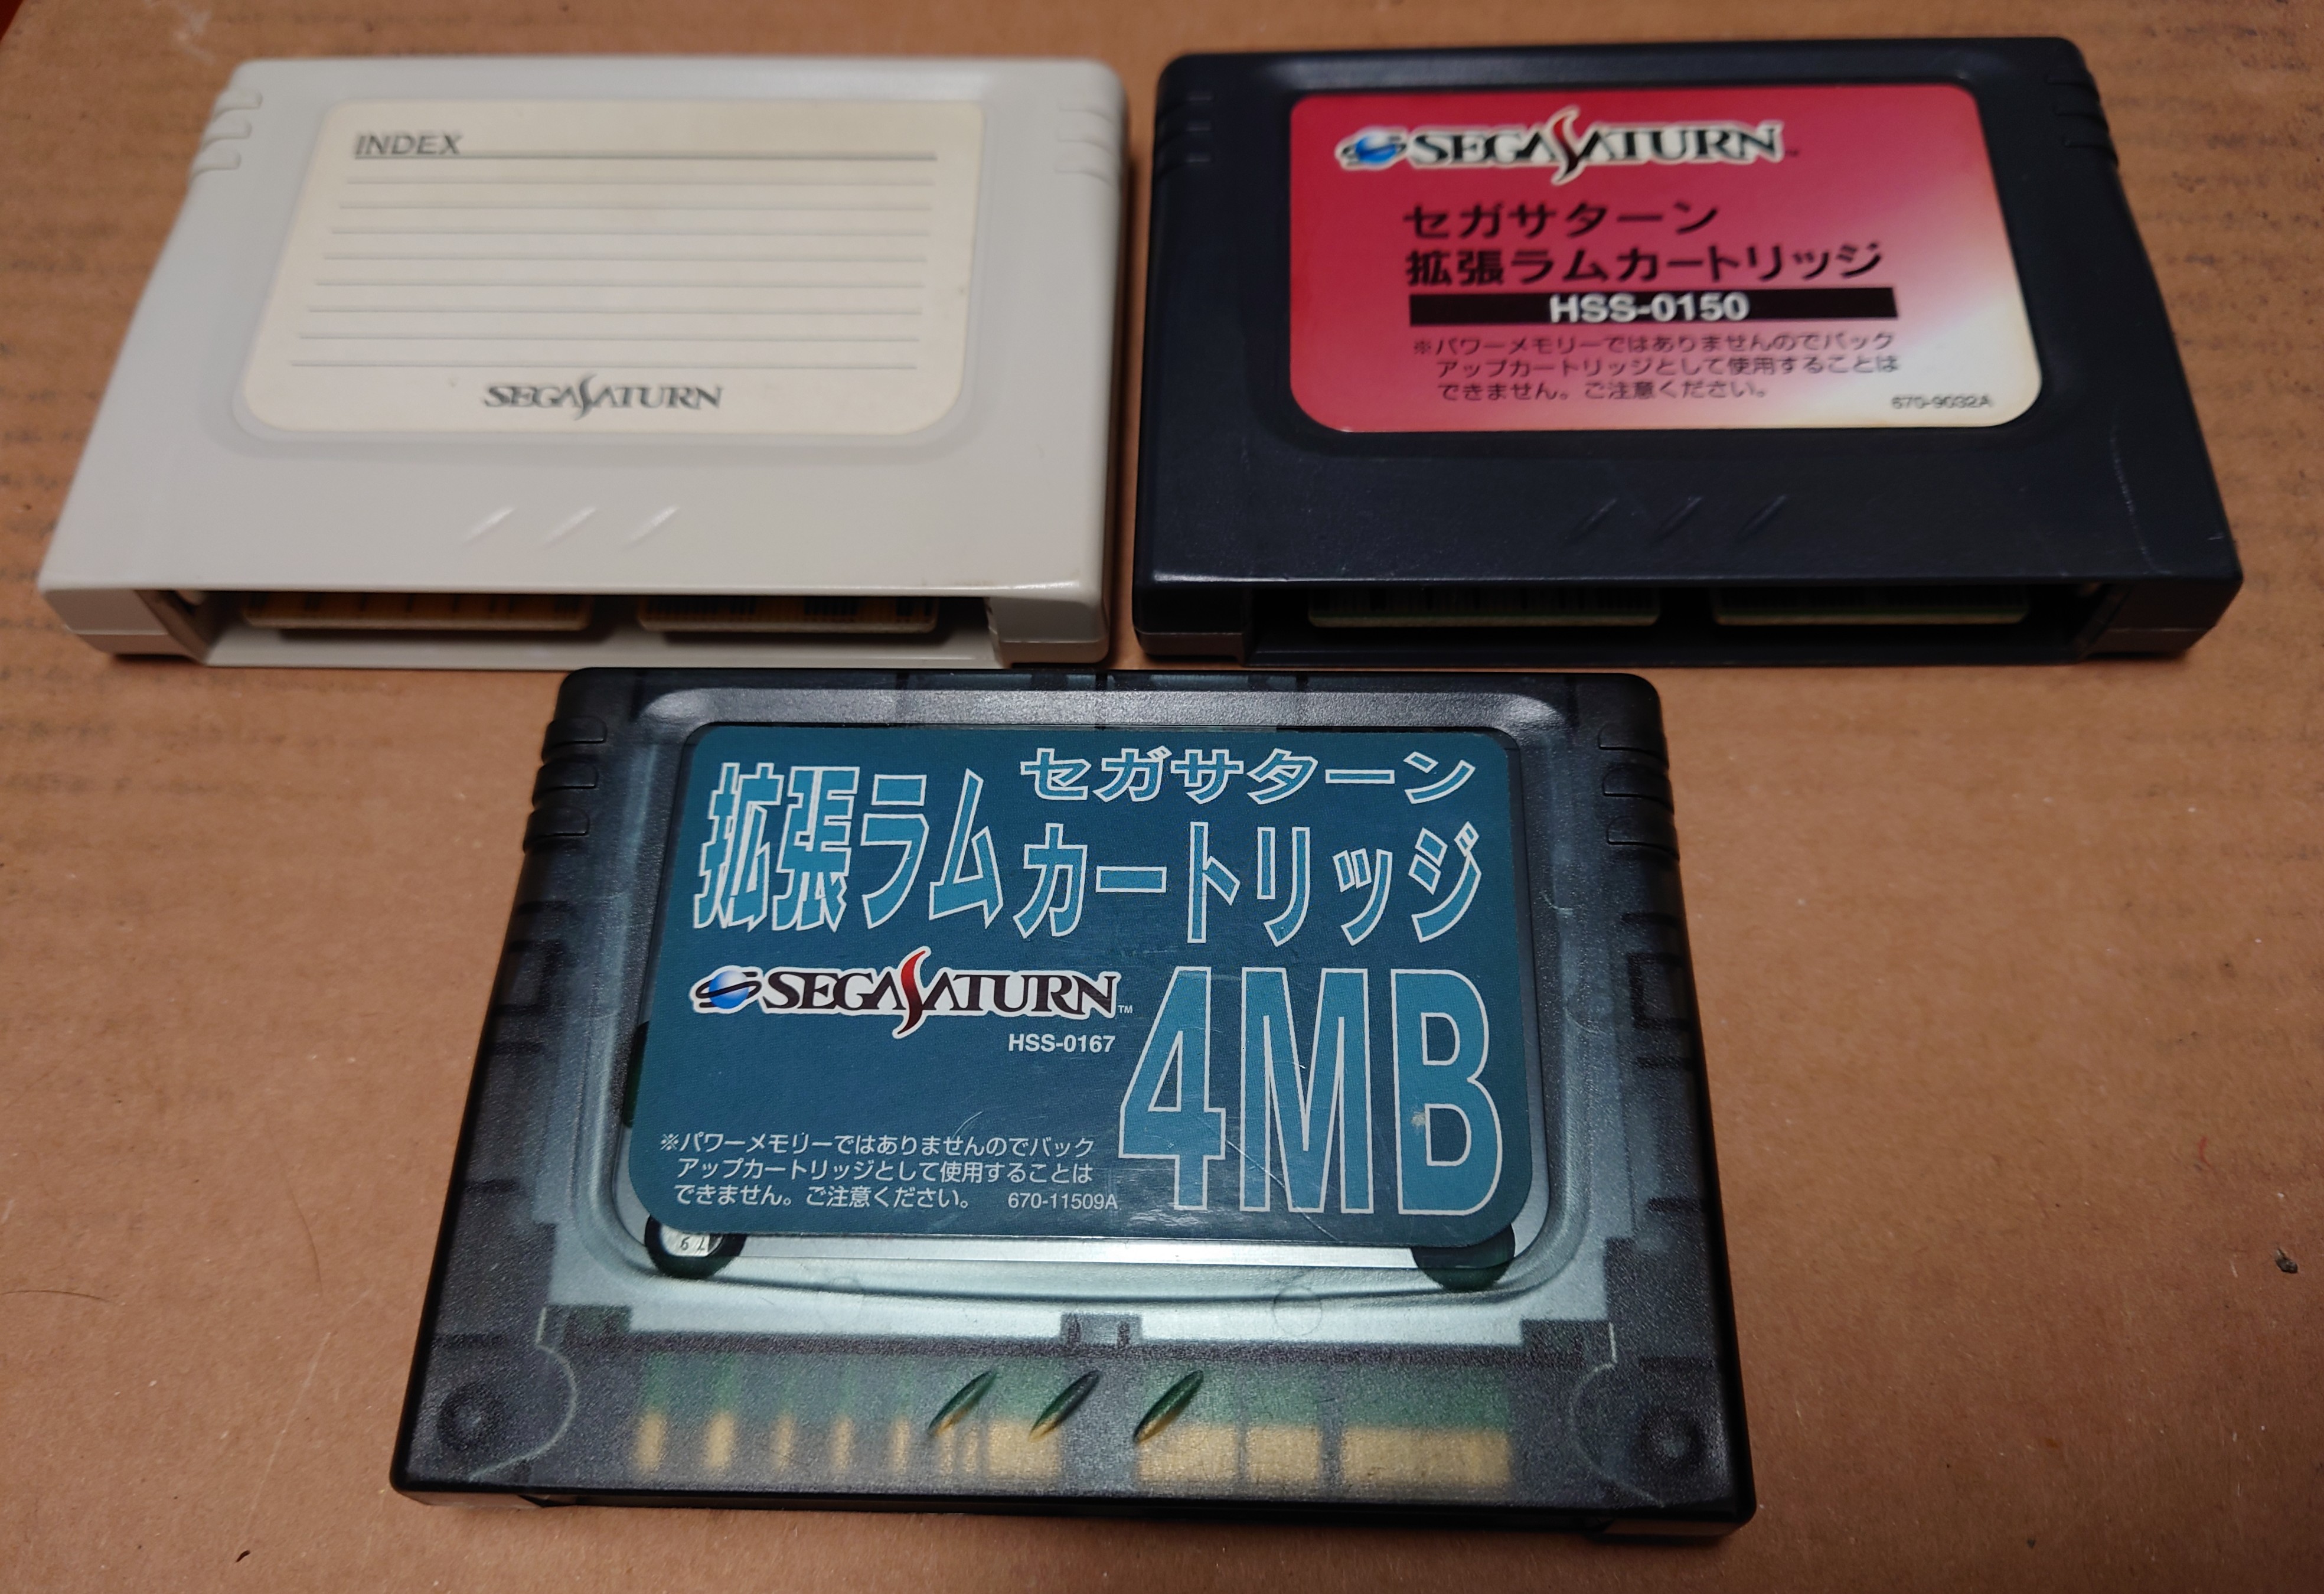 INDEX
SEGA SATURN
SEGA SATURN™
セガサターン
拡張ラムカートリッジ
HSS-0150
※パワーメモリーではありませんのでバック
アップカートリッジとして使用することは
できません。ご注意ください。
670-9032A
セガサターン
拡張ラムカートリッジ
SEGA SATURN™
HSS-0167
4MB
※パワーメモリーではありませんのでバック
アップカートリッジとして使用することは
できません。ご注意ください。 670-11509A